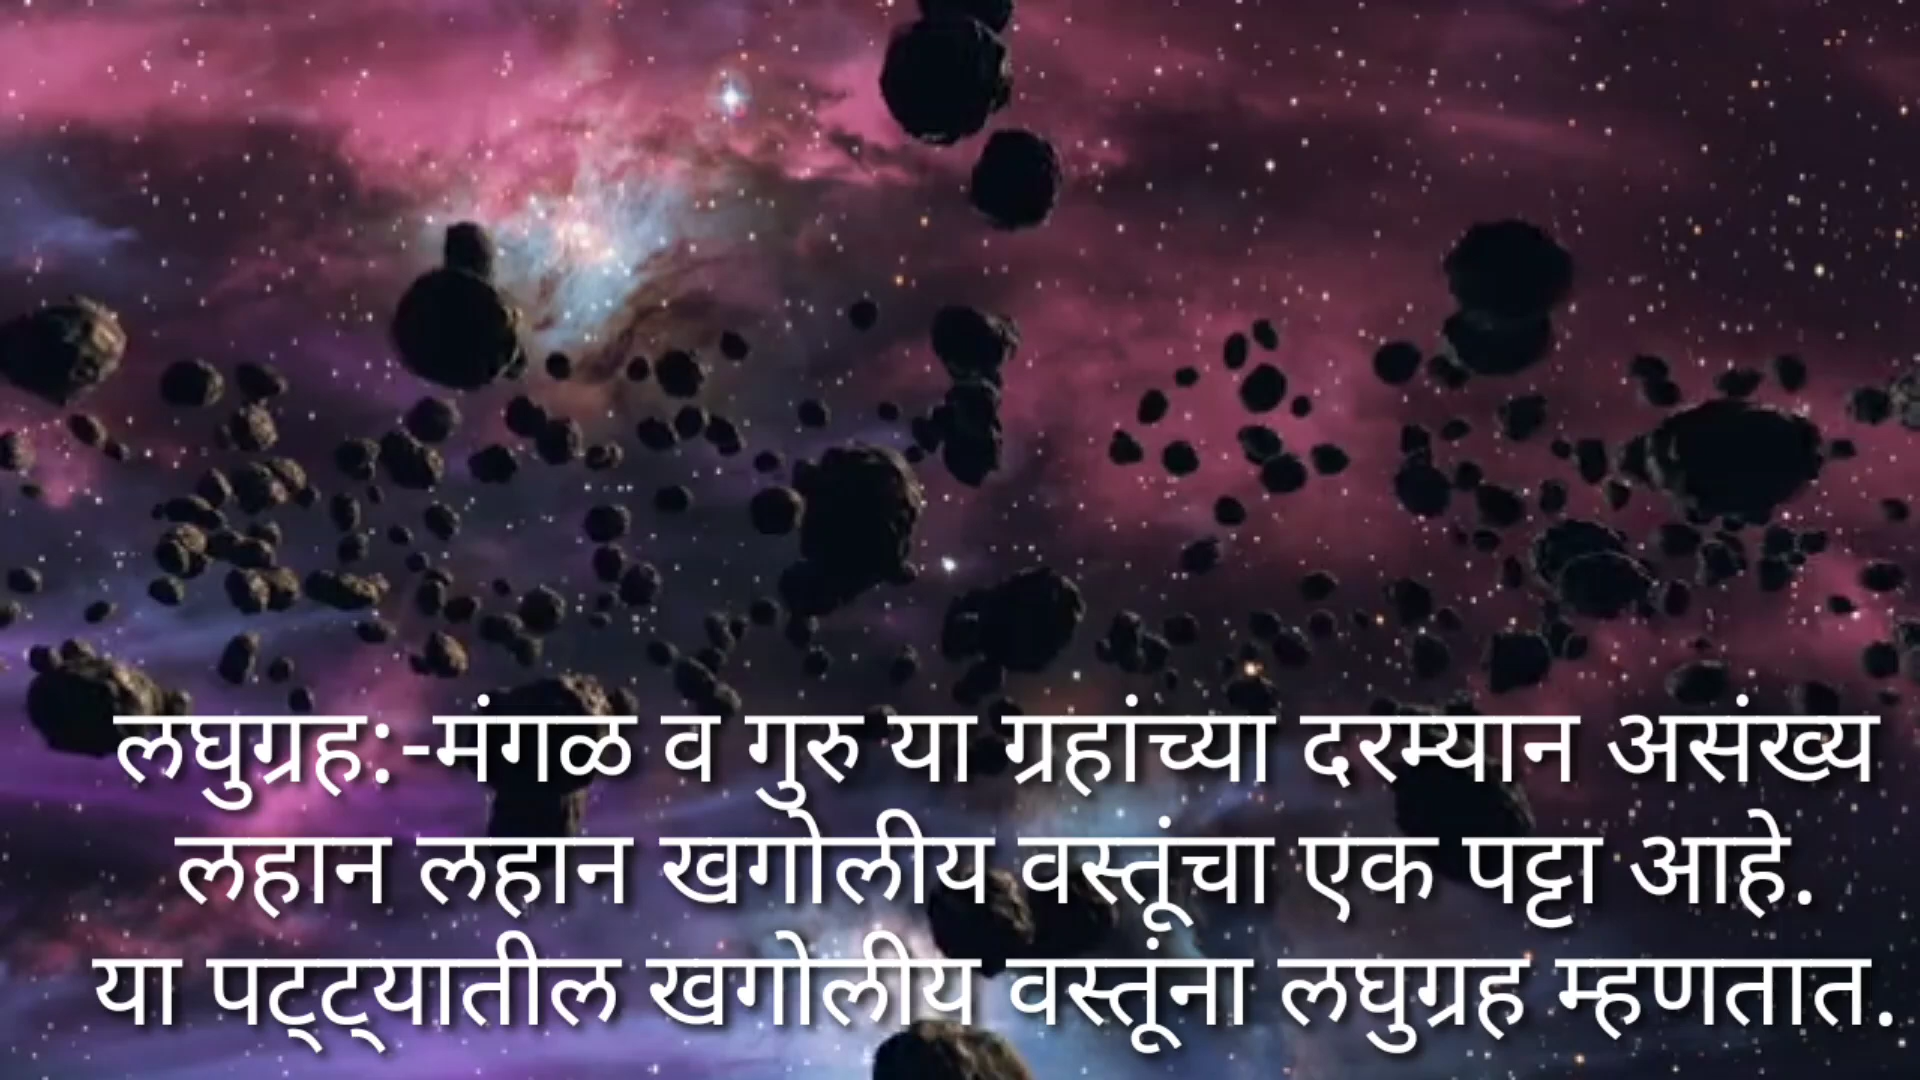 लघुग्रह:-मंगळ व गुरु या ग्रहांच्या दरम्यान असंख्य
लहान लहान खगोलीय वस्तूंचा एक पट्टा आहे.
या पट्ट्यातील खगोलीय वस्तूंना लघुग्रह म्हणतात.